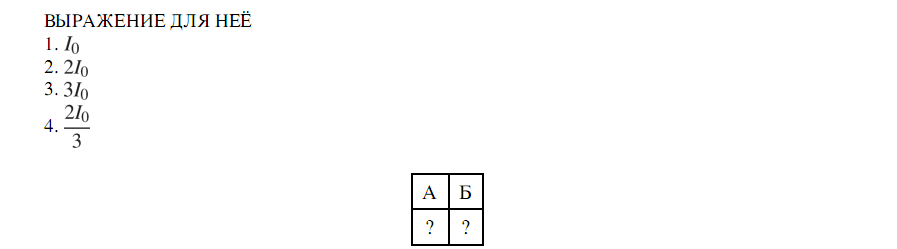 ВЫРАЖЕНИЕ ДЛЯ НЕЁ
1. I₀
2. 2I₀
3. 3I₀
4. 2I₀/3
А Б
? ?